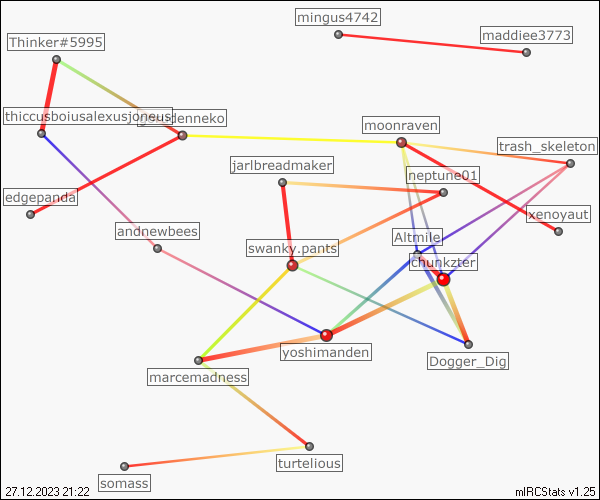 mingus4742
maddiee3773
Thinker#5995
thiccusboiusalexusjoneus
moonraven
trash_skeleton
jarlbreadmaker
neptune01
edgepanda
xenoyaut
andnewbees
Altmile
swanky.pants
chunkzter
yoshimanden
Dogger_Dig
marcemadness
turtelious
somass
27.12.2023 21:22
mIRCStats v1.25